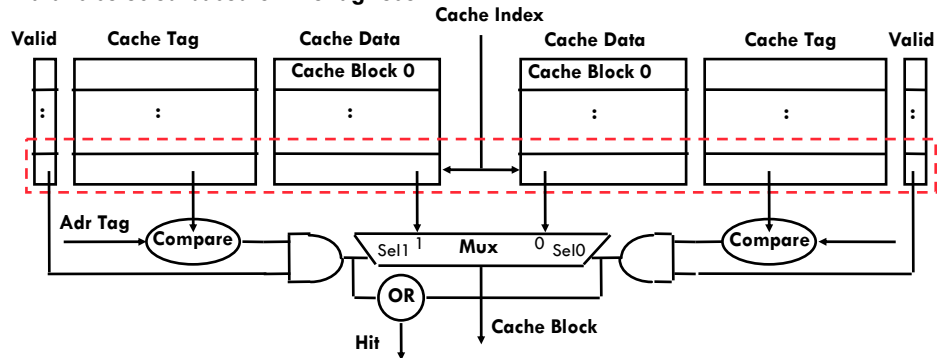 Cache Index
Valid Cache Tag Cache Data Cache Data Cache Tag Valid
Cache Block 0 Cache Block 0
: : : : : :
Adr Tag
Compare Compare
Sel1 1 Mux 0 Sel0
OR
Cache Block
Hit